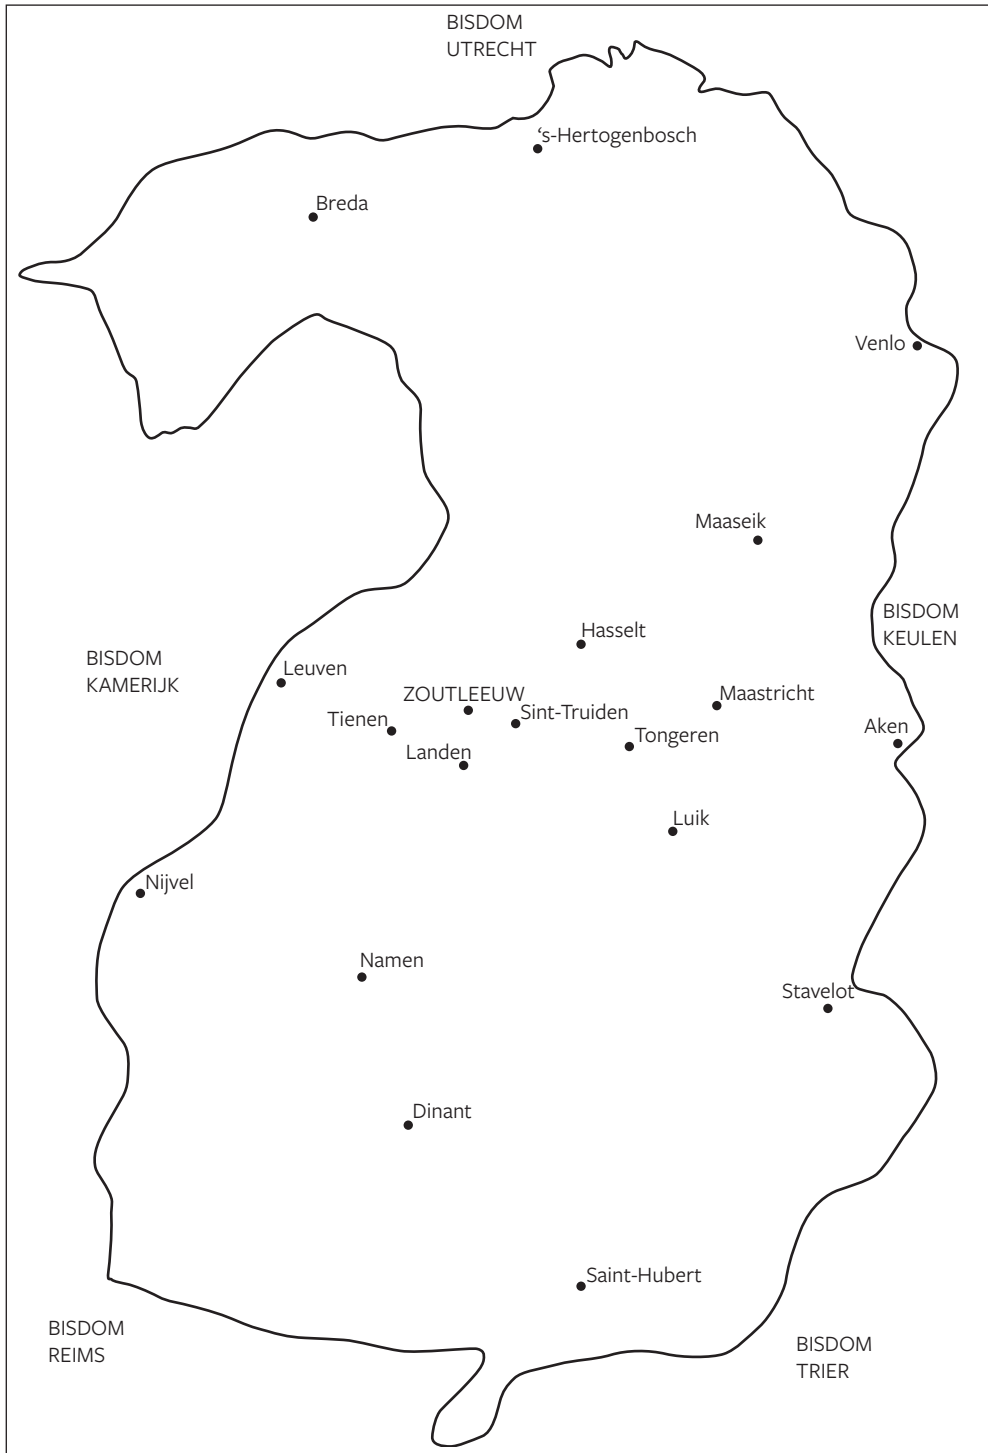 BISDOM
UTRECHT
‘s-Hertogenbosch
Breda
Venlo
Maaseik
BISDOM
KEULEN
Hasselt
BISDOM
KAMERIJK
Leuven
ZOUTLEEUW
Maastricht
Sint-Truiden
Tienen
Aken
Tongeren
Landen
Luik
Nijvel
Namen
Stavelot
Dinant
Saint-Hubert
BISDOM
REIMS
BISDOM
TRIER